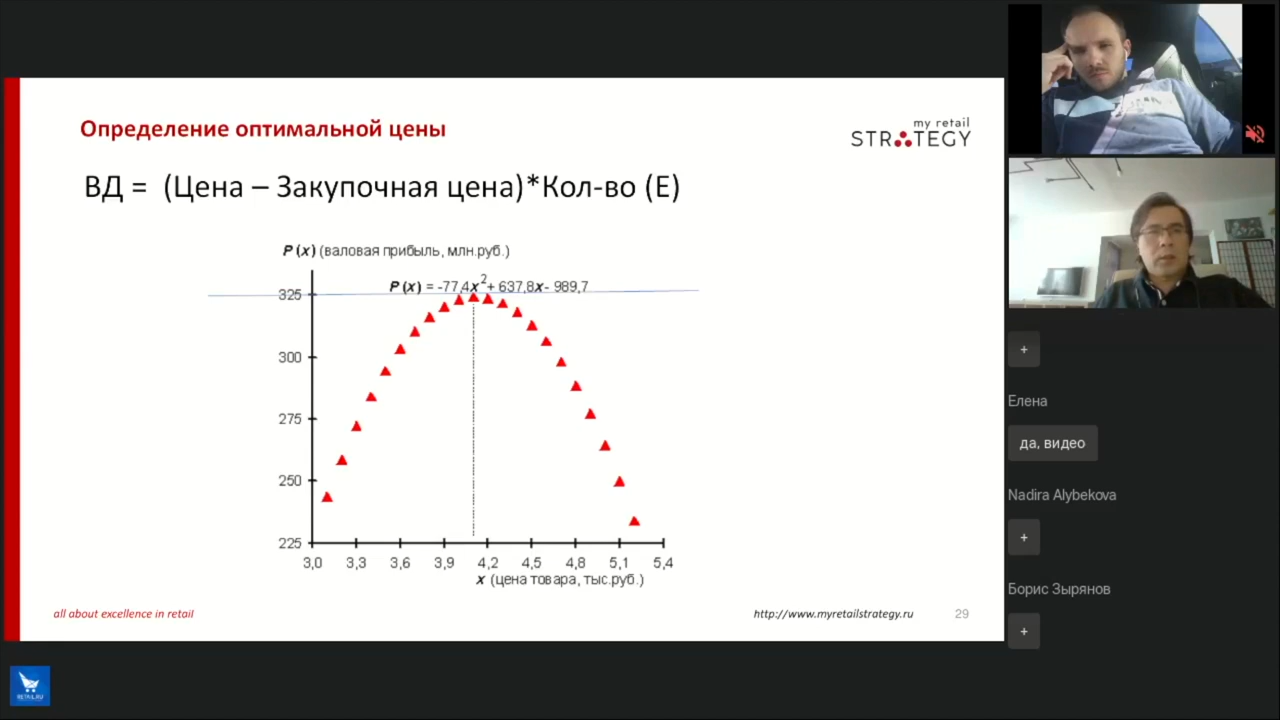 Определение оптимальной цены
my retail
STRATEGY
ВД = (Цена – Закупочная цена)*Кол-во (Е)
P (x) (валовая прибыль, млн.руб.)
P (x) = -77,4x²+ 637,8x- 989,7
325
300
275
250
225
3,0 3,3 3,6 3,9 4,2 4,5 4,8 5,1 5,4
x (цена товара, тыс.руб.)
all about excellence in retail
http://www.myretailstrategy.ru
29
RETAIL.RU
+
Елена
да, видео
Nadira Alybekova
+
Борис Зырянов
+